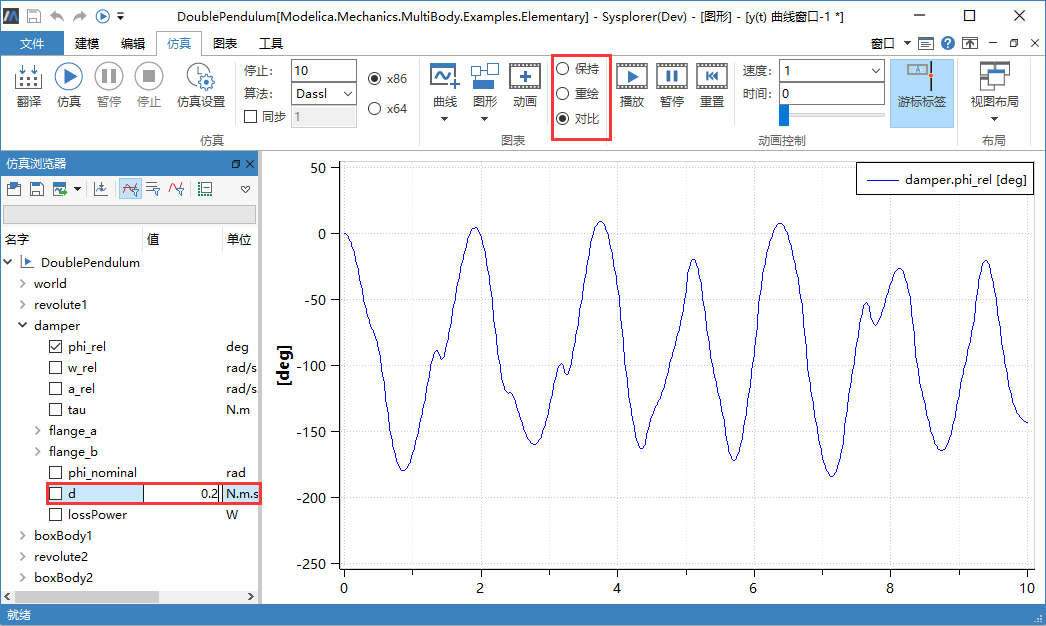 DoublePendulum[Modelica.Mechanics.MultiBody.Examples.Elementary] - Sysplorer(Dev) - [图形] - [y(t) 曲线窗口-1 *]
文件 建模 编辑 仿真 图表 工具 窗口
翻译 仿真 暂停 停止 仿真设置
停止: 10
算法: Dassl
同步 1
x86
x64
仿真
曲线 图形 动画
保持
重绘
对比
图表
播放 暂停 重置
速度: 1
时间: 0
动画控制
游标标签
视图布局
布局
仿真浏览器
名字 值 单位
DoublePendulum
world
revolute1
damper
phi_rel deg
w_rel rad/s
a_rel rad/s
tau N.m
flange_a
flange_b
phi_nominal rad
d 0.2 N.m.s
lossPower W
boxBody1
revolute2
boxBody2
damper.phi_rel [deg]
[deg]
50
0
-50
-100
-150
-200
-250
0 2 4 6 8 10
就绪